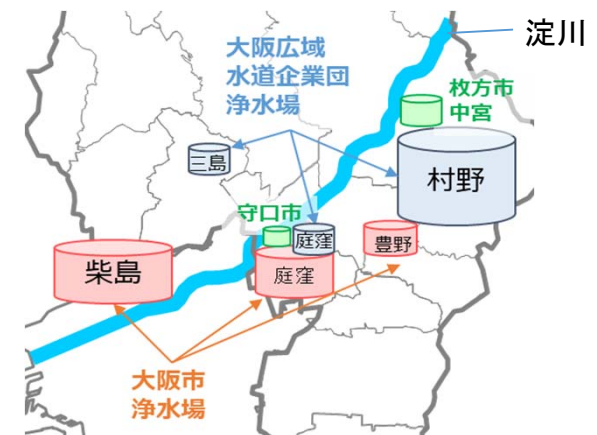 淀川
大阪広域
水道企業団
浄水場
枚方市
中宮
三島
村野
守口市
庭窪
豊野
柴島
庭窪
大阪市
浄水場